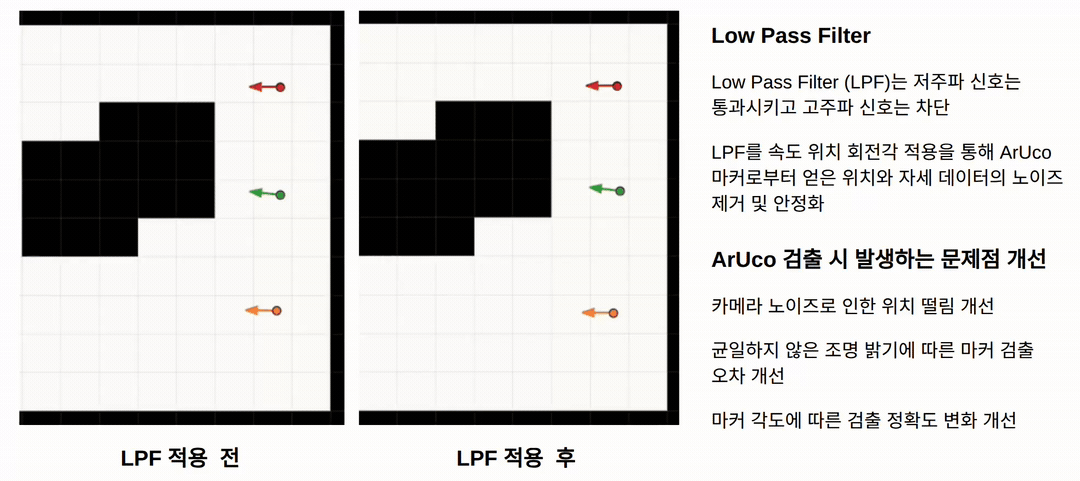 Low Pass Filter
Low Pass Filter (LPF)는 저주파 신호는
통과시키고 고주파 신호는 차단
LPF를 속도 위치 회전각 적용을 통해 ArUco
마커로부터 얻은 위치와 자세 데이터의 노이즈
제거 및 안정화
ArUco 검출 시 발생하는 문제점 개선
카메라 노이즈로 인한 위치 떨림 개선
균일하지 않은 조명 밝기에 따른 마커 검출
오차 개선
마커 각도에 따른 검출 정확도 변화 개선
LPF 적용 전
LPF 적용 후